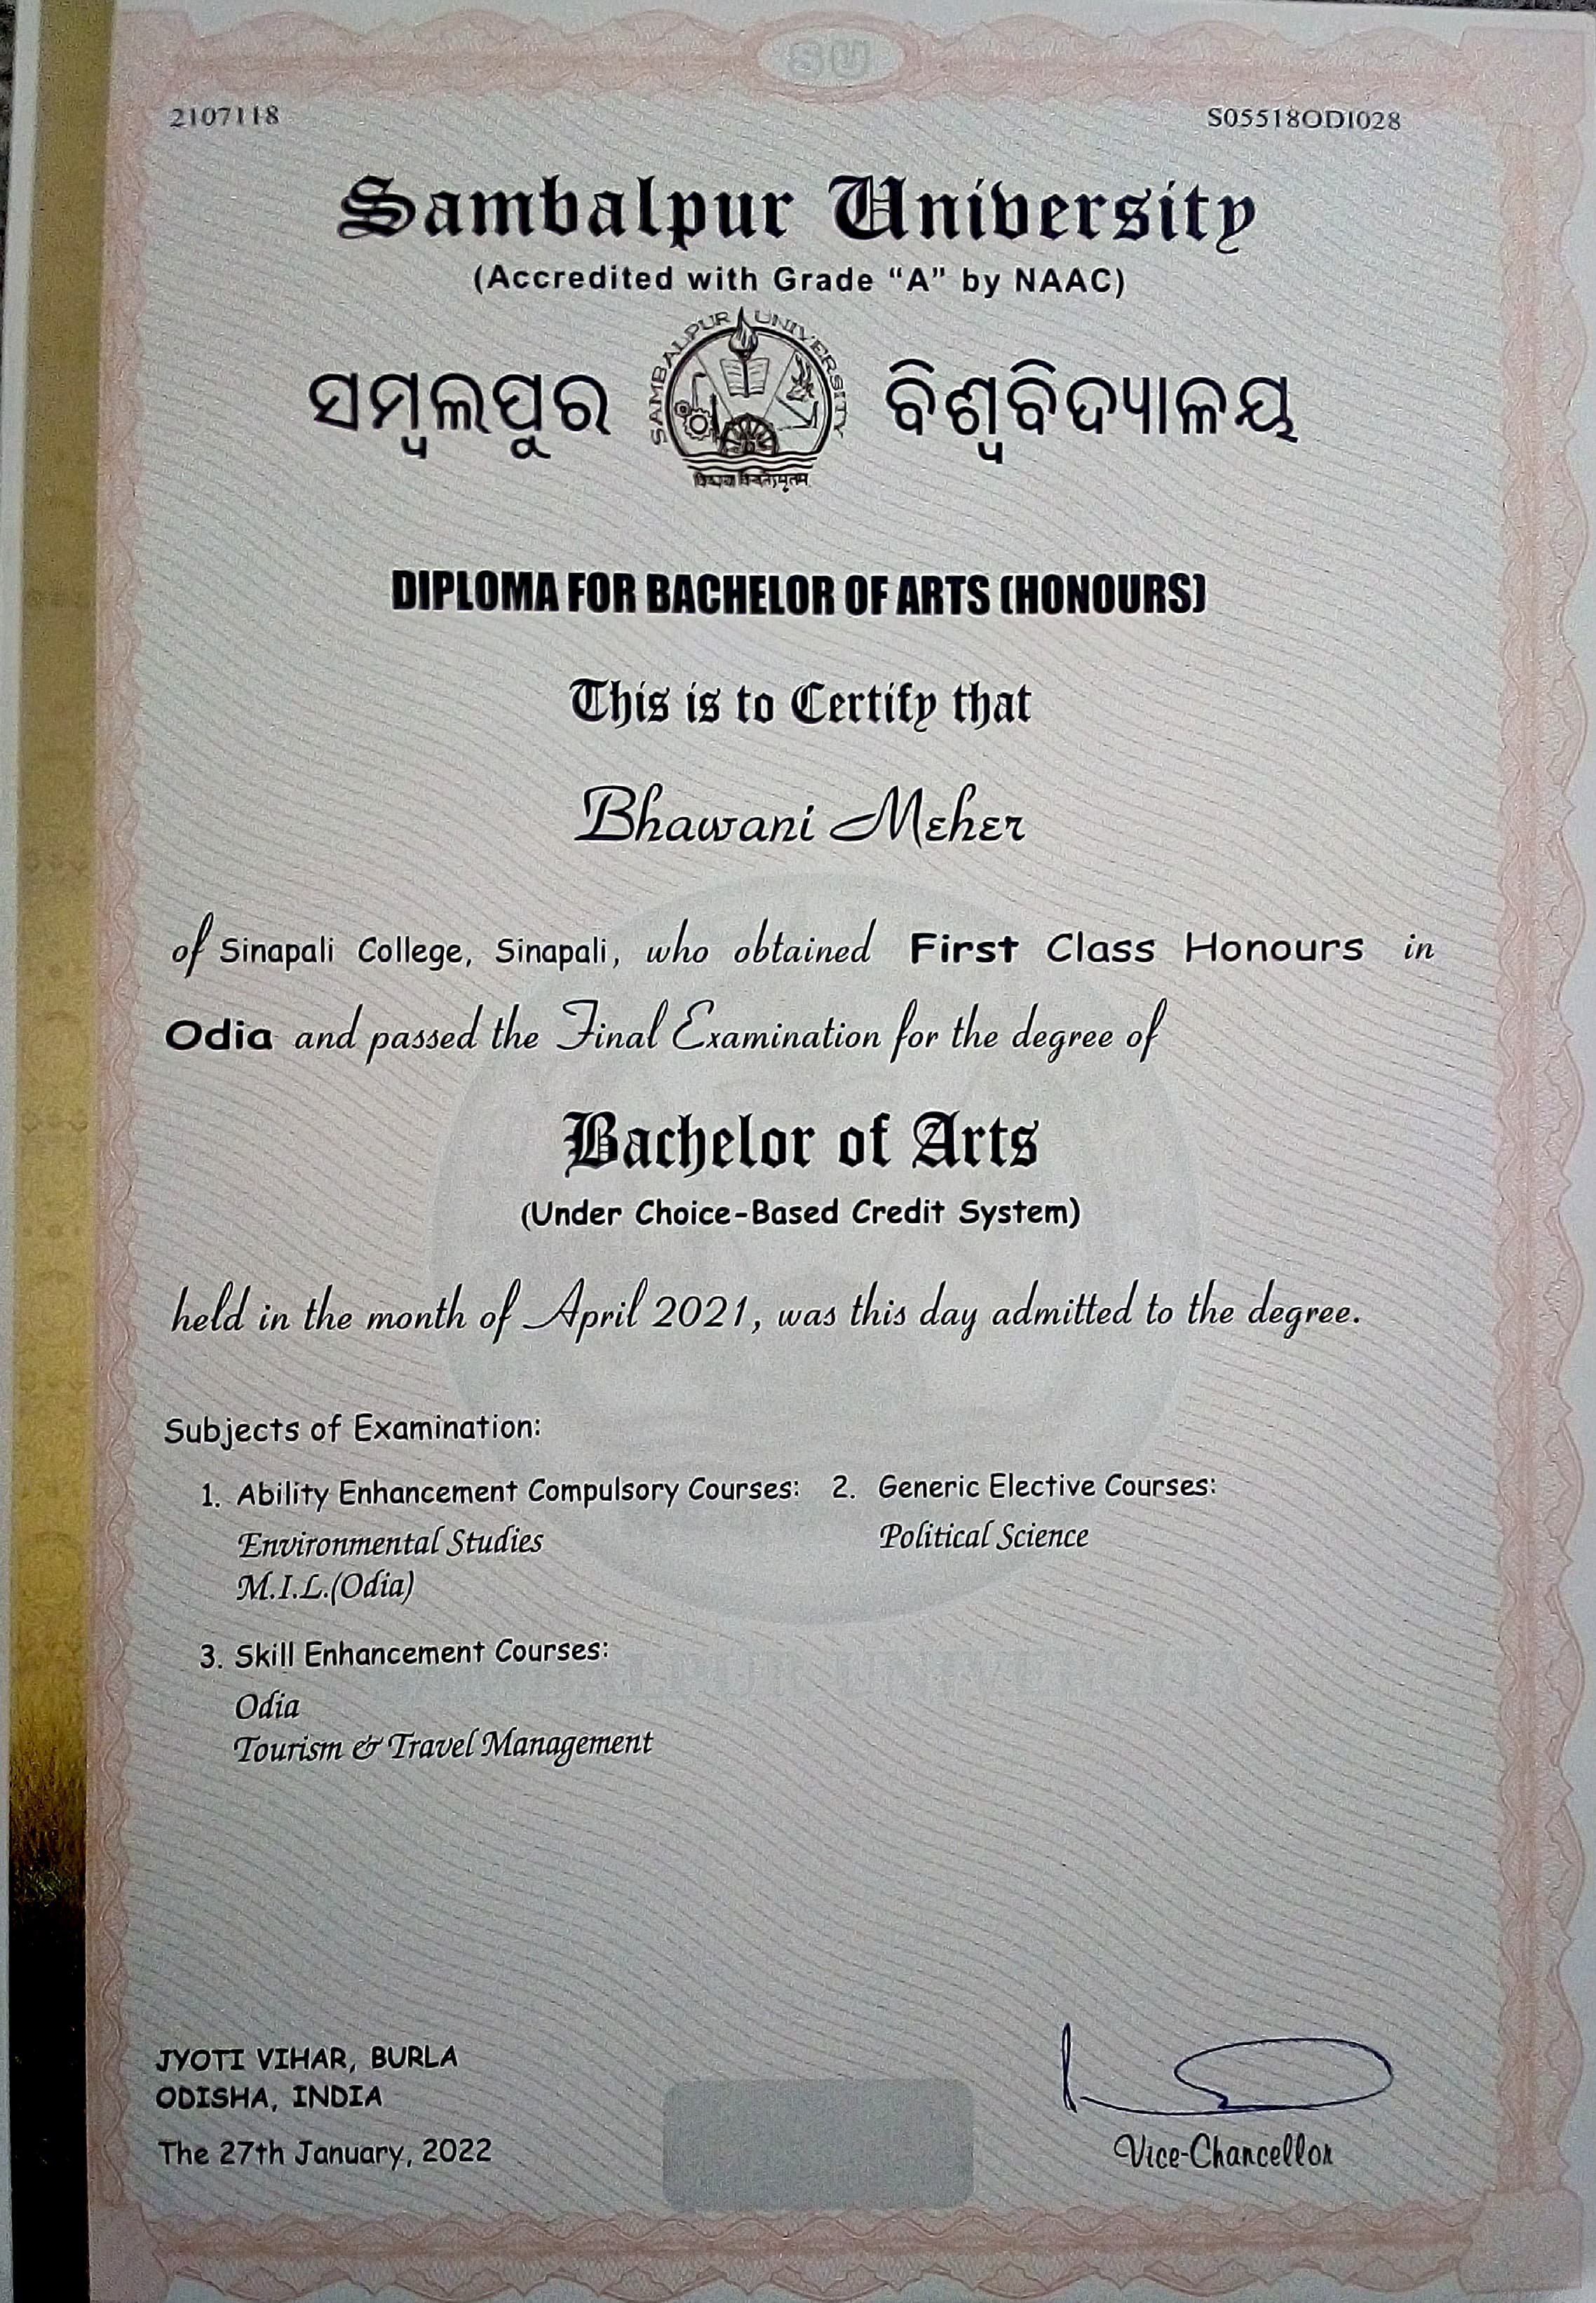 SU
2107118
S05518ODI028
Sambalpur University
(Accredited with Grade “A” by NAAC)
SAMBALPUR UNIVERSITY
ସମ୍ବଲପୁର ବିଶ୍ୱବିଦ୍ୟାଳୟ
DIPLOMA FOR BACHELOR OF ARTS (HONOURS)
This is to Certify that
Bhawani Meher
of Sinapali College, Sinapali, who obtained First Class Honours in
Odia and passed the Final Examination for the degree of
Bachelor of Arts
(Under Choice-Based Credit System)
held in the month of April 2021, was this day admitted to the degree.
Subjects of Examination:
1. Ability Enhancement Compulsory Courses: 2. Generic Elective Courses:
Environmental Studies Political Science
M.I.L.(Odia)
3. Skill Enhancement Courses:
Odia
Tourism & Travel Management
JYOTI VIHAR, BURLA
ODISHA, INDIA
The 27th January, 2022
Vice-Chancellor